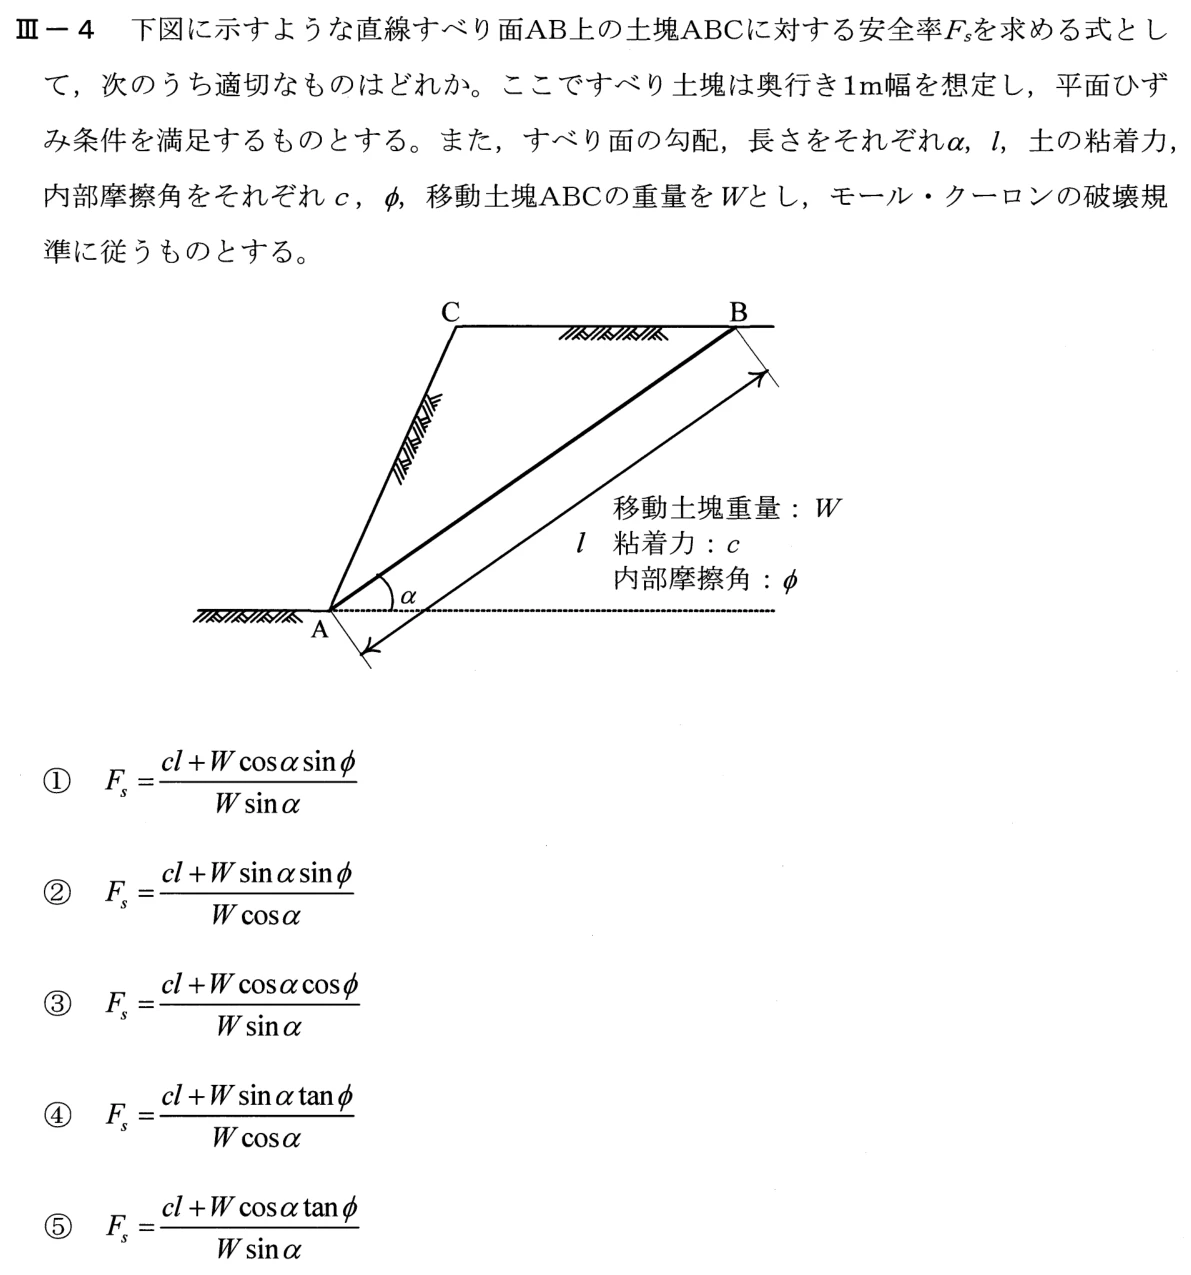 Ⅲ－4　下図に示すような直線すべり面AB上の土塊ABCに対する安全率Fsを求める式とし
て，次のうち適切なものはどれか。ここですべり土塊は奥行き1m幅を想定し，平面ひず
み条件を満足するものとする。また，すべり面の勾配，長さをそれぞれα，l，土の粘着力，
内部摩擦角をそれぞれ c，ϕ，移動土塊ABCの重量をWとし，モール・クーロンの破壊規
準に従うものとする。
C
B
移動土塊重量：W
l
粘着力：c
内部摩擦角：ϕ
α
A
① Fs = (cl + W cosα sinϕ) / (W sinα)
② Fs = (cl + W sinα sinϕ) / (W cosα)
③ Fs = (cl + W cosα cosϕ) / (W sinα)
④ Fs = (cl + W sinα tanϕ) / (W cosα)
⑤ Fs = (cl + W cosα tanϕ) / (W sinα)